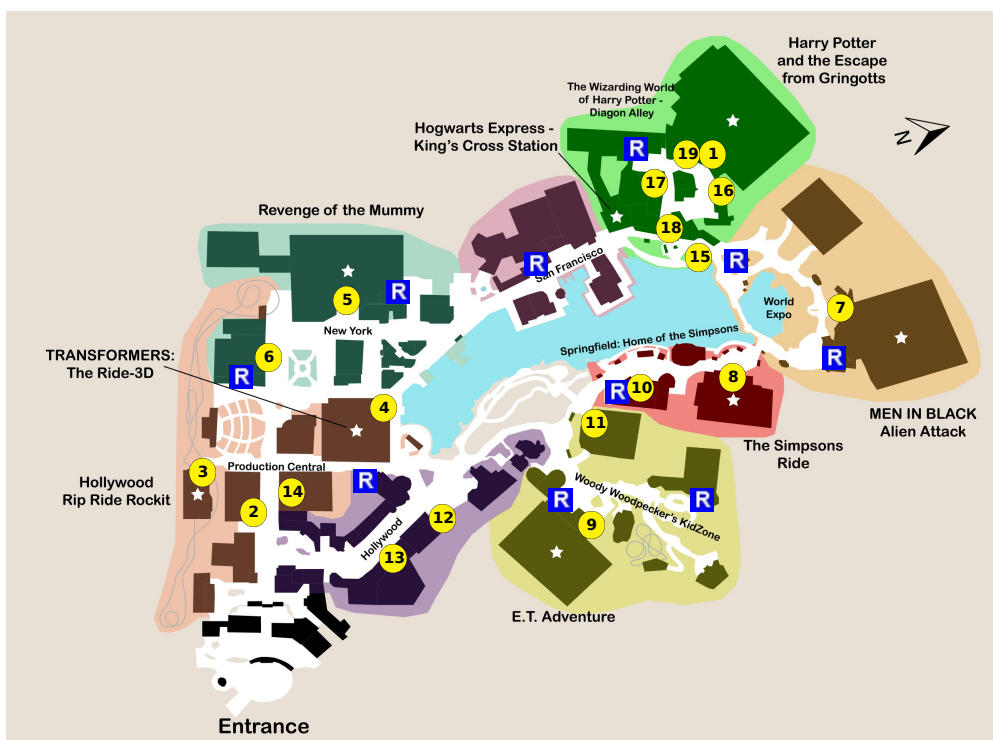 Harry Potter
and the Escape
from Gringotts
The Wizarding World
of Harry Potter -
Diagon Alley
Hogwarts Express -
King's Cross Station
N
R
19
1
17
16
18
15
Revenge of the Mummy
R
San Francisco
R
R
5
World
Expo
7
New York
Springfield: Home of the Simpsons
TRANSFORMERS:
The Ride-3D
6
R
R
4
R
10
8
MEN IN BLACK
Alien Attack
11
The Simpsons
Ride
Production Central
3
Hollywood
Rip Ride Rockit
14
R
2
12
Hollywood
13
Woody Woodpecker's KidZone
R
R
9
E.T. Adventure
Entrance